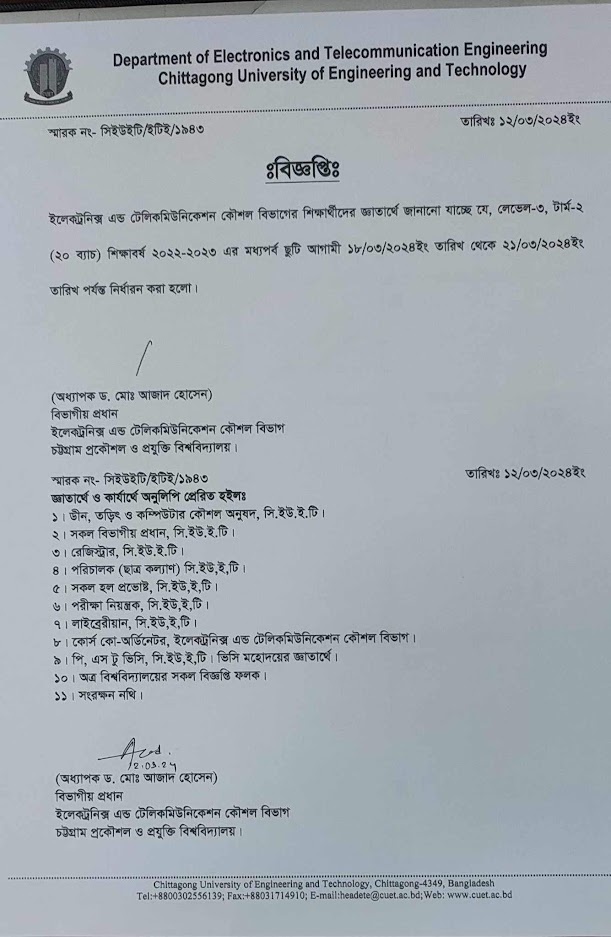 Department of Electronics and Telecommunication Engineering
Chittagong University of Engineering and Technology
স্মারক নং- সিইউইটি/ইটিই/১৯৪৩
তারিখঃ ১২/০৩/২০২৪ইং
ঃবিজ্ঞপ্তিঃ
ইলেকট্রনিক্স এন্ড টেলিকমিউনিকেশন কৌশল বিভাগের শিক্ষার্থীদের জ্ঞাতার্থে জানানো যাচ্ছে যে, লেভেল-৩, টার্ম-২
(২০ ব্যাচ) শিক্ষাবর্ষ ২০২২-২০২৩ এর মধ্যপর্ব ছুটি আগামী ১৮/০৩/২০২৪ইং তারিখ থেকে ২১/০৩/২০২৪ইং
তারিখ পর্যন্ত নির্ধারন করা হলো।
(অধ্যাপক ড. মোঃ আজাদ হোসেন)
বিভাগীয় প্রধান
ইলেকট্রনিক্স এন্ড টেলিকমিউনিকেশন কৌশল বিভাগ
চট্টগ্রাম প্রকৌশল ও প্রযুক্তি বিশ্ববিদ্যালয়।
স্মারক নং- সিইউইটি/ইটিই/১৯৪৩
তারিখঃ ১২/০৩/২০২৪ইং
জ্ঞাতার্থে ও কার্যার্থে অনুলিপি প্রেরিত হইলঃ
১। ডীন, তড়িৎ ও কম্পিউটার কৌশল অনুষদ, সি.ইউ.ই.টি।
২। সকল বিভাগীয় প্রধান, সি.ইউ.ই.টি।
৩। রেজিস্ট্রার, সি.ইউ.ই.টি।
৪। পরিচালক (ছাত্র কল্যাণ) সি.ইউ,ই,টি।
৫। সকল হল প্রভোষ্ট, সি.ইউ,ই,টি।
৬। পরীক্ষা নিয়ন্ত্রক, সি.ইউ,ই,টি।
৭। লাইব্রেরীয়ান, সি.ইউ,ই,টি।
৮। কোর্স কো-অর্ডিনেটর, ইলেকট্রনিক্স এন্ড টেলিকমিউনিকেশন কৌশল বিভাগ।
৯। পি, এস টু ভিসি, সি.ইউ,ই,টি। ভিসি মহোদয়ের জ্ঞাতার্থে।
১০। অত্র বিশ্ববিদ্যালয়ের সকল বিজ্ঞপ্তি ফলক।
১১। সংরক্ষন নথি।
Azad.
12.03.24
(অধ্যাপক ড. মোঃ আজাদ হোসেন)
বিভাগীয় প্রধান
ইলেকট্রনিক্স এন্ড টেলিকমিউনিকেশন কৌশল বিভাগ
চট্টগ্রাম প্রকৌশল ও প্রযুক্তি বিশ্ববিদ্যালয়।
Chittagong University of Engineering and Technology, Chittagong-4349, Bangladesh
Tel:+8800302556139; Fax:+88031714910; E-mail:headete@cuet.ac.bd;Web: www.cuet.ac.bd